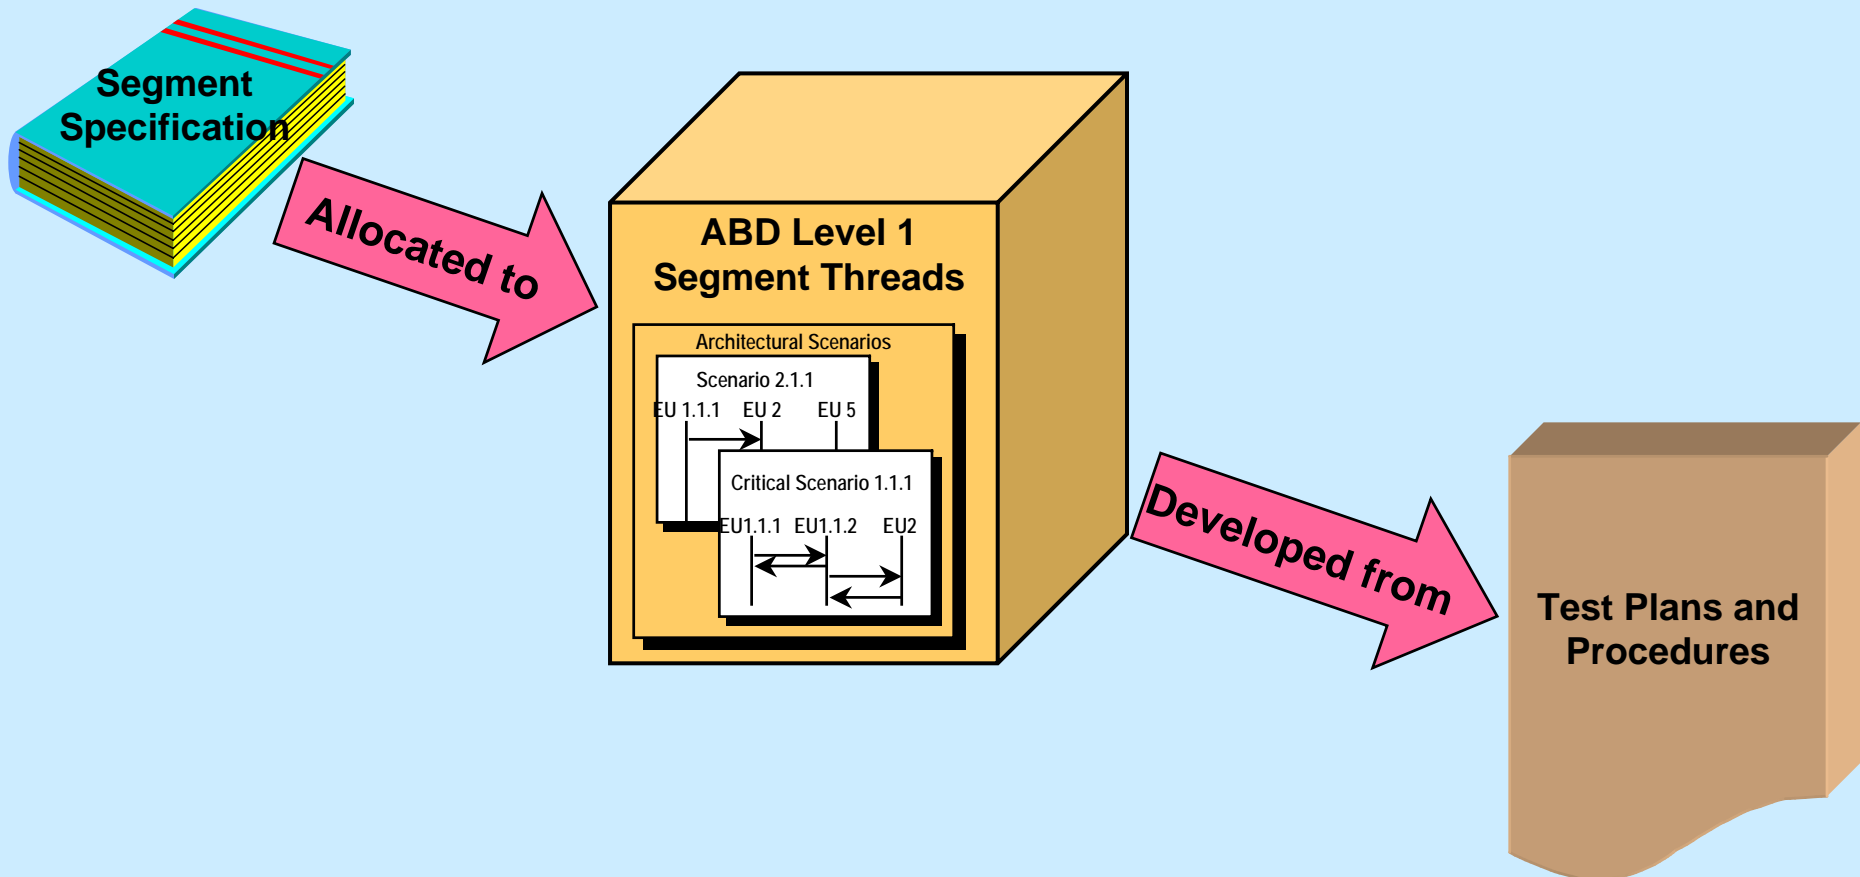 Segment
Specification
Allocated to
ABD Level 1
Segment Threads
Architectural Scenarios
Scenario 2.1.1
EU 1.1.1 EU 2 EU 5
Critical Scenario 1.1.1
EU1.1.1 EU1.1.2 EU2
Developed from
Test Plans and
Procedures